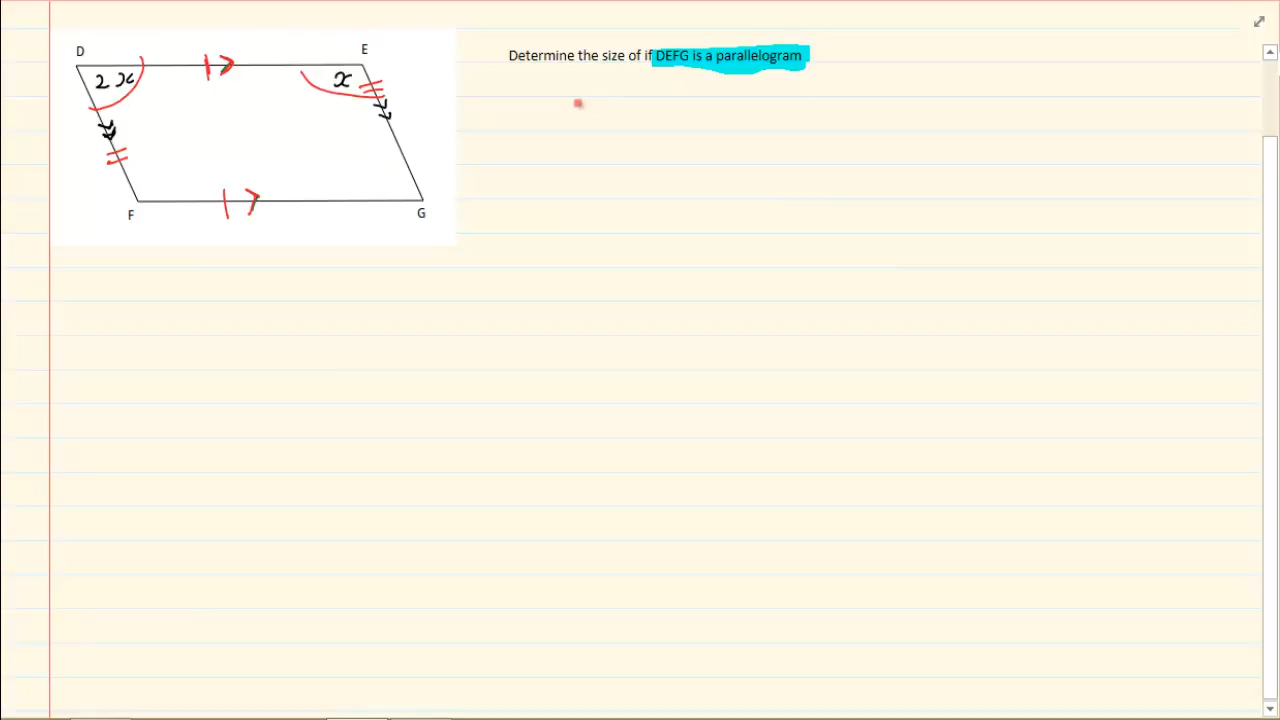 D
E
Determine the size of if DEFG is a parallelogram
2x
x
F
G